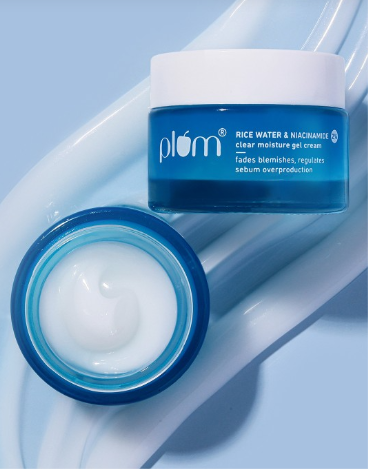 plum®
RICE WATER & NIACINAMIDE
clear moisture gel cream
fades blemishes, regulates
sebum overproduction